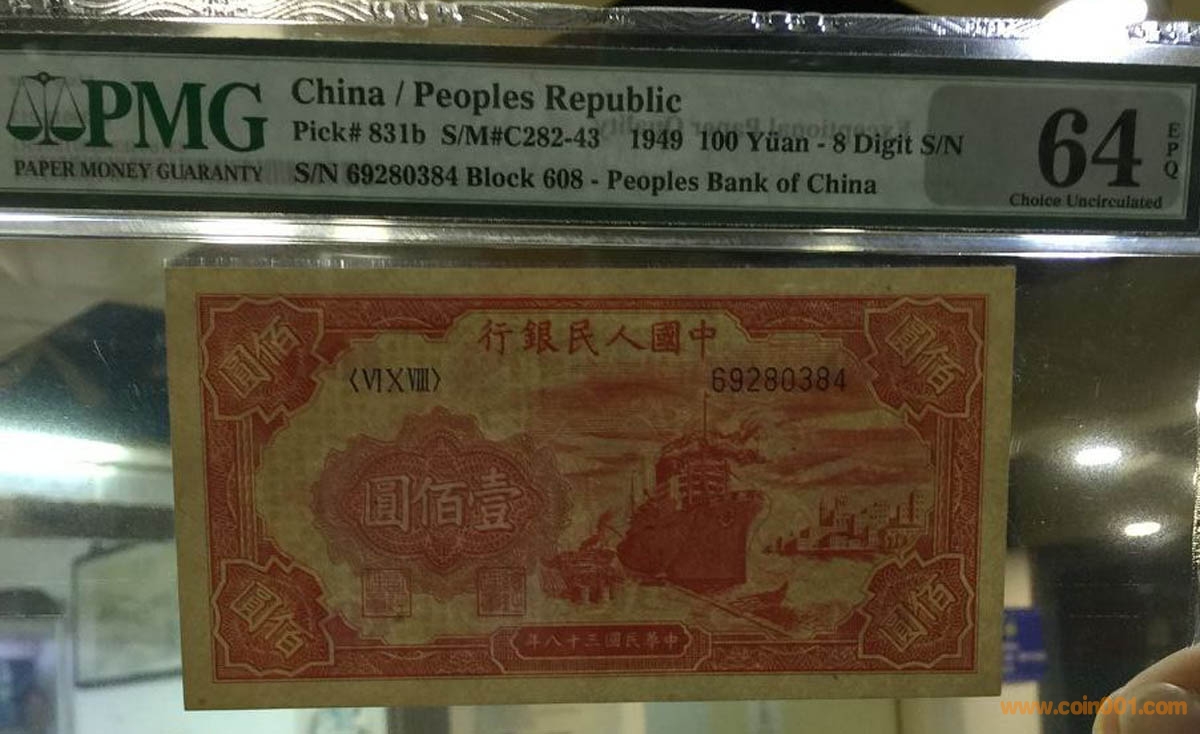 PMG
PAPER MONEY GUARANTY
China / Peoples Republic
Pick# 831b S/M#C282-43 1949 100 Yüan - 8 Digit S/N
S/N 69280384 Block 608 - Peoples Bank of China
64
EPQ
Choice Uncirculated
行銀民人國中
〈ⅥⅩⅧ〉
69280384
圓佰
圓佰
圓佰壹
圓佰
圓佰
年八十三國民華中
www.coin001.com